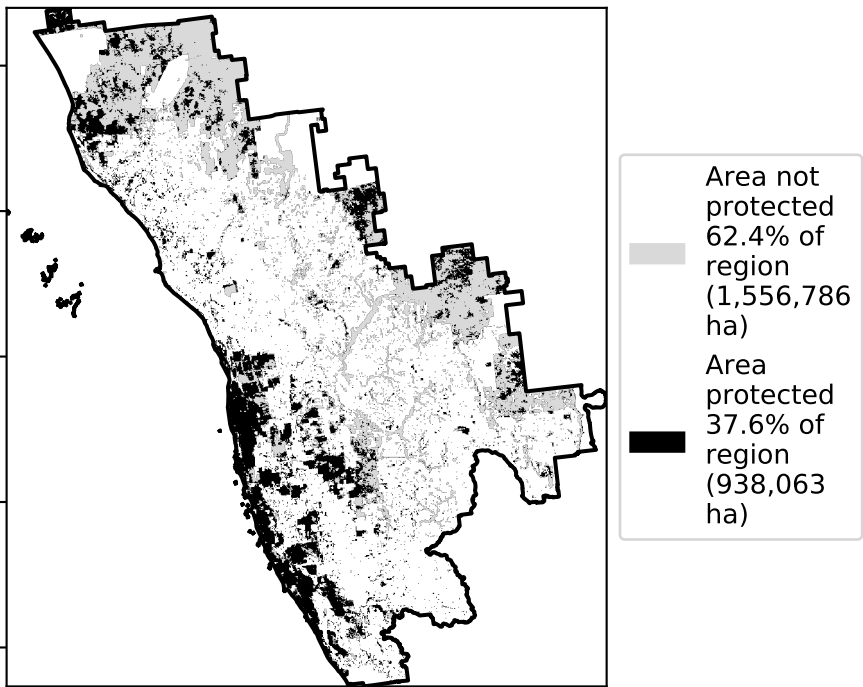 Area not
protected
62.4% of
region
(1,556,786
ha)
Area
protected
37.6% of
region
(938,063
ha)